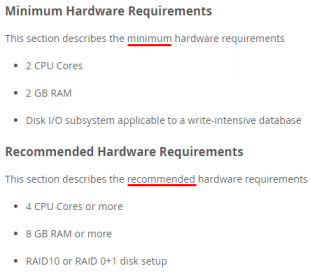 Minimum Hardware Requirements
This section describes the minimum hardware requirements
• 2 CPU Cores
• 2 GB RAM
• Disk I/O subsystem applicable to a write-intensive database
Recommended Hardware Requirements
This section describes the recommended hardware requirements
• 4 CPU Cores or more
• 8 GB RAM or more
• RAID10 or RAID 0+1 disk setup